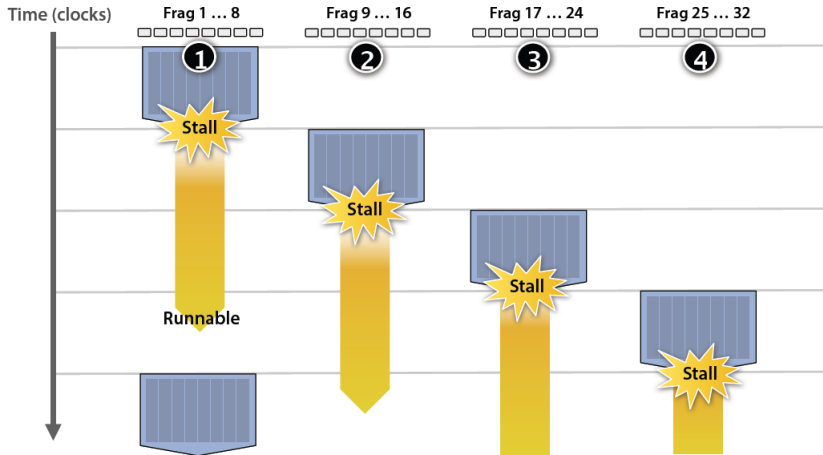 Time (clocks)
Frag 1 … 8
Frag 9 … 16
Frag 17 … 24
Frag 25 … 32
1
2
3
4
Stall
Stall
Stall
Runnable
Stall